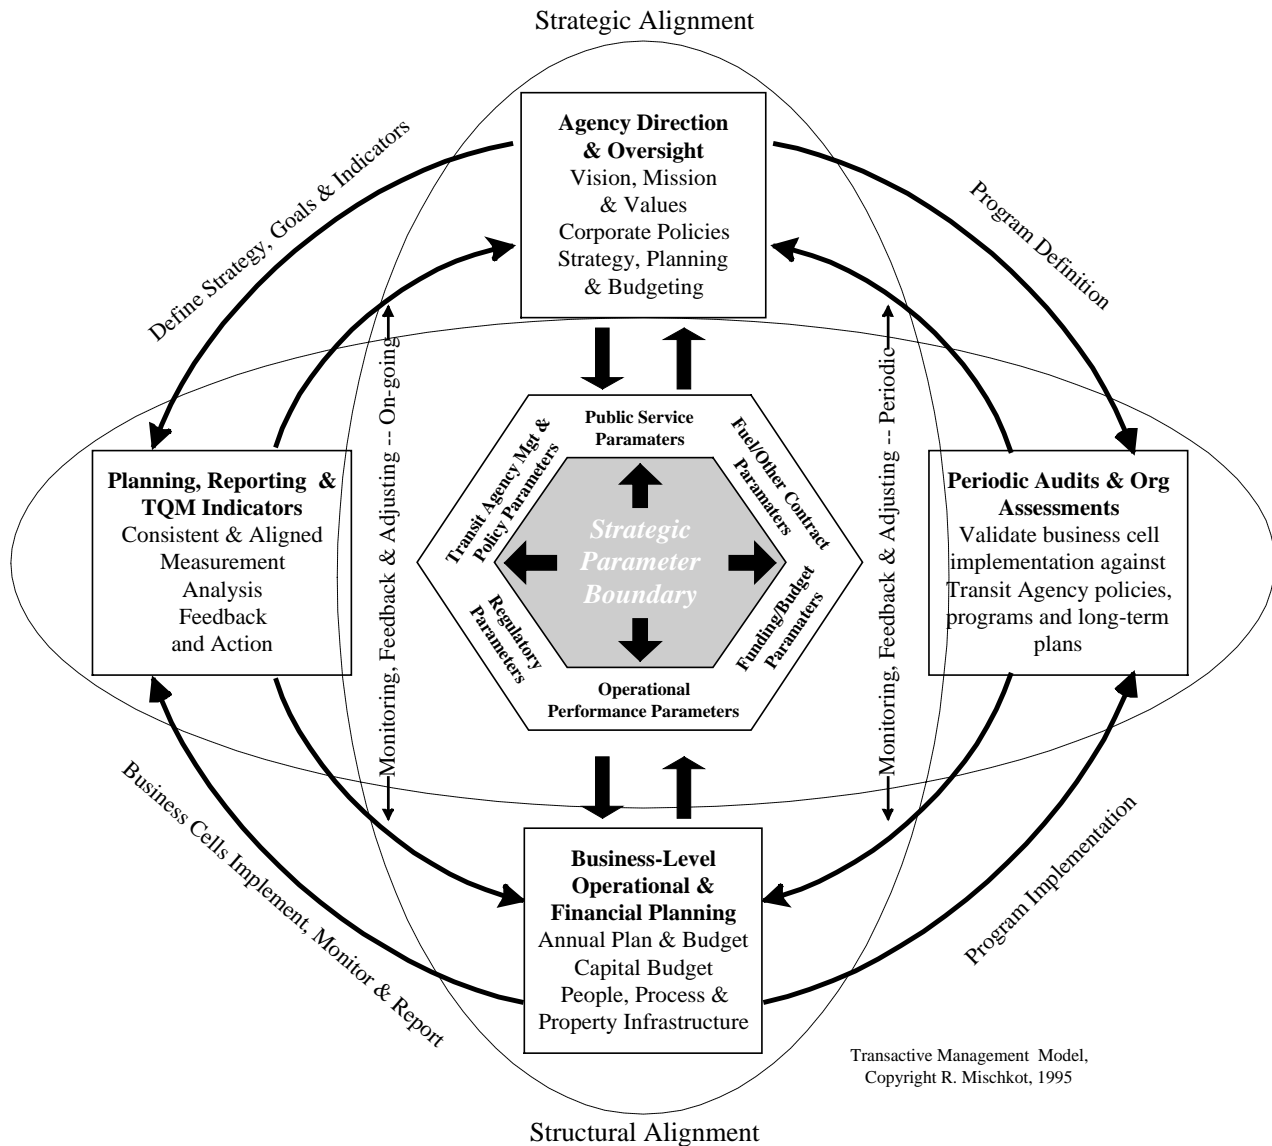 Strategic Alignment
Agency Direction
& Oversight
Vision, Mission
& Values
Corporate Policies
Strategy, Planning
& Budgeting
Define Strategy, Goals & Indicators
Program Definition
Monitoring, Feedback & Adjusting -- On-going
Monitoring, Feedback & Adjusting -- Periodic
Public Service
Paramaters
Transit Agency Mgt &
Policy Parameters
Fuel/Other Contract
Paramaters
Strategic
Parameter
Boundary
Regulatory
Parameters
Funding/Budget
Paramaters
Operational
Performance Parameters
Planning, Reporting &
TQM Indicators
Consistent & Aligned
Measurement
Analysis
Feedback
and Action
Periodic Audits & Org
Assessments
Validate business cell
implementation against
Transit Agency policies,
programs and long-term
plans
Business Cells Implement, Monitor & Report
Program Implementation
Business-Level
Operational &
Financial Planning
Annual Plan & Budget
Capital Budget
People, Process &
Property Infrastructure
Transactive Management Model,
Copyright R. Mischkot, 1995
Structural Alignment